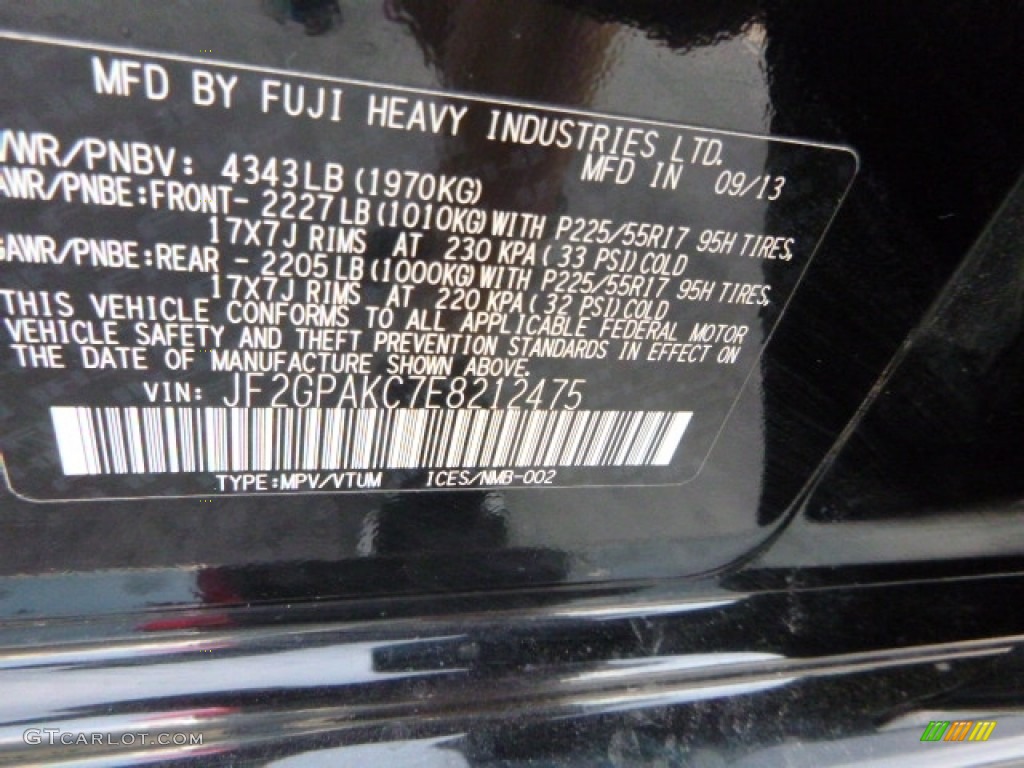 MFD BY FUJI HEAVY INDUSTRIES LTD.
MFD IN 09/13
VWR/PNBV: 4343LB (1970KG)
AWR/PNBE:FRONT- 2227LB(1010KG)WITH P225/55R17 95H TIRES,
17X7J RIMS AT 230 KPA(33 PSI)COLD
GAWR/PNBE:REAR - 2205LB(1000KG)WITH P225/55R17 95H TIRES,
17X7J RIMS AT 220 KPA(32 PSI)COLD
THIS VEHICLE CONFORMS TO ALL APPLICABLE FEDERAL MOTOR
VEHICLE SAFETY AND THEFT PREVENTION STANDARDS IN EFFECT ON
THE DATE OF MANUFACTURE SHOWN ABOVE.
VIN: JF2GPAKC7E8212475
TYPE:MPV/VTUM ICES/NMB-002
GTCARLOT.COM